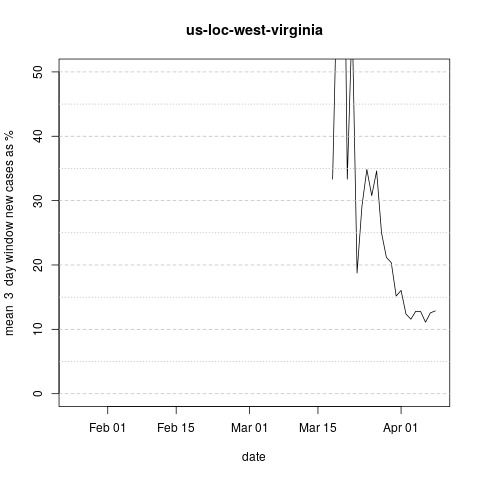 us-loc-west-virginia
mean 3 day window new cases as %
50
40
30
20
10
0
Feb 01
Feb 15
Mar 01
Mar 15
Apr 01
date